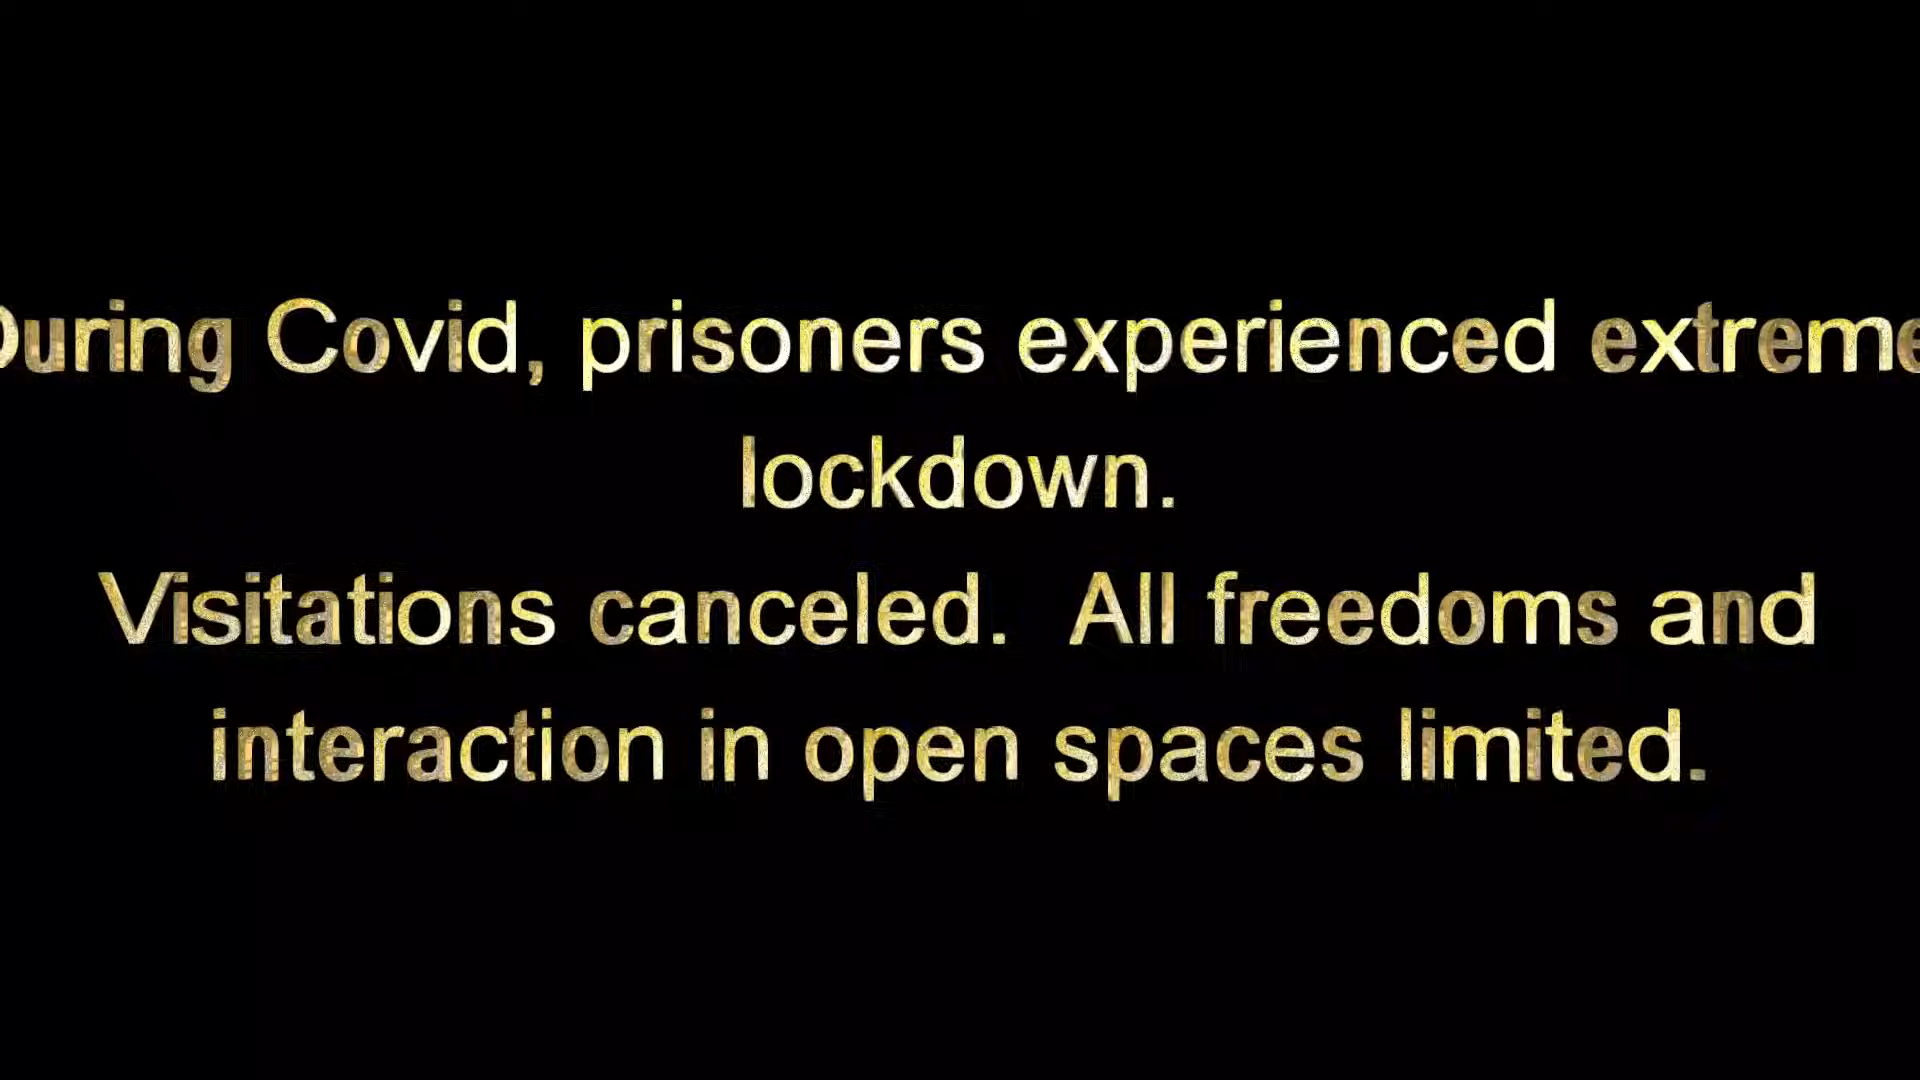 During Covid, prisoners experienced extreme
lockdown.
Visitations canceled.  All freedoms and
interaction in open spaces limited.